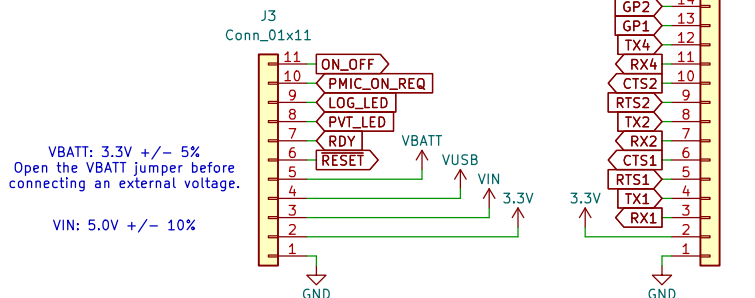 J3
Conn_01x11
11 ON_OFF
10 PMIC_ON_REQ
9 LOG_LED
8 PVT_LED
7 RDY
6 RESET
5 VBATT
4 VUSB
3 VIN
2 3.3V
1
GND
VBATT: 3.3V +/− 5%
Open the VBATT jumper before
connecting an external voltage.
VIN: 5.0V +/− 10%
GP2 14
GP1 13
TX4 12
RX4 11
CTS2 10
RTS2 9
TX2 8
RX2 7
CTS1 6
RTS1 5
TX1 4
RX1 3
3.3V 2
1
GND